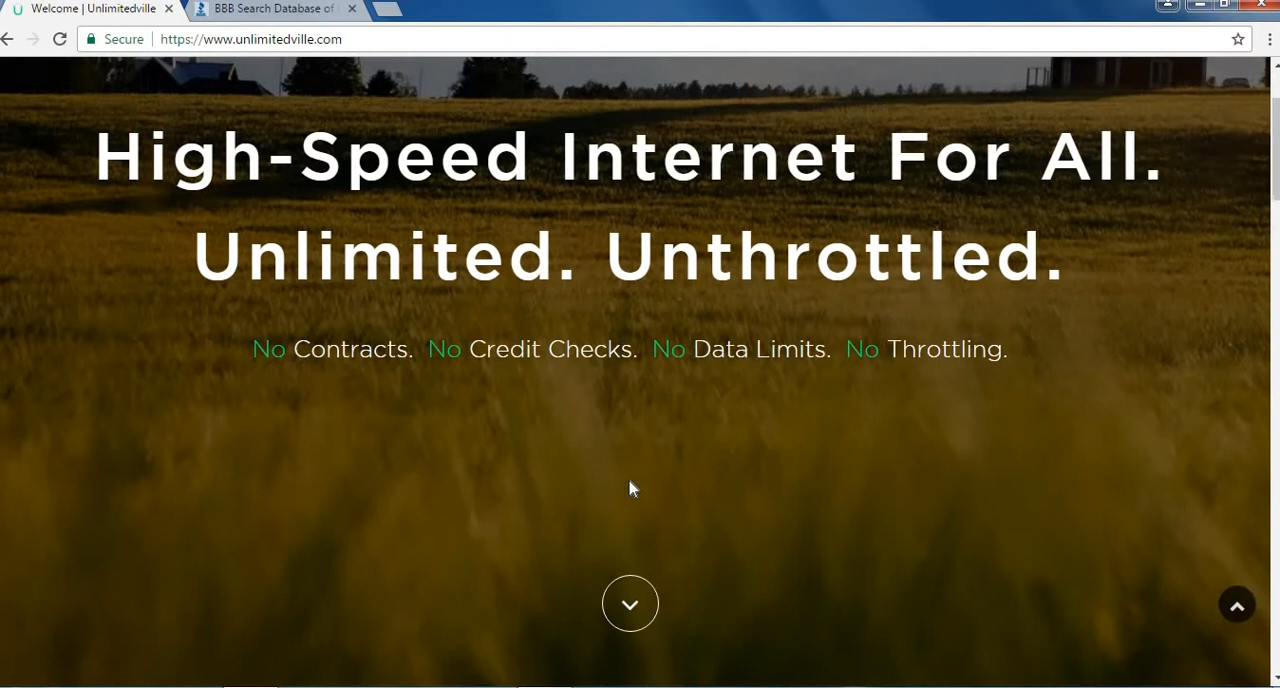 Welcome | Unlimitedville
BBB Search Database of
Secure
https://www.unlimitedville.com
High-Speed Internet For All.
Unlimited. Unthrottled.
No Contracts. No Credit Checks. No Data Limits. No Throttling.